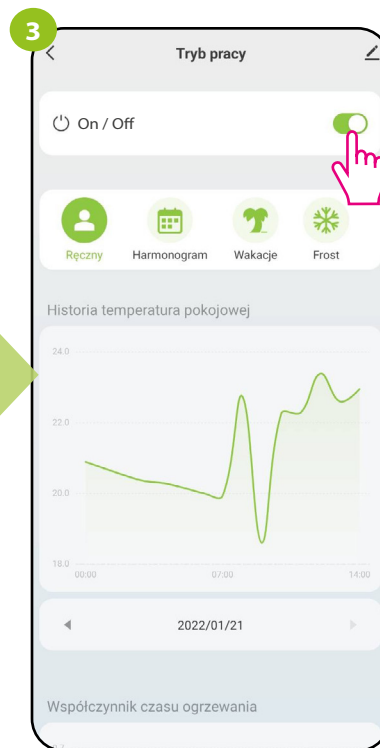 3
Tryb pracy
On / Off
Ręczny Harmonogram Wakacje Frost
Historia temperatura pokojowej
24.0
22.0
20.0
18.0
00:00 07:00 14:00
2022/01/21
Współczynnik czasu ogrzewania